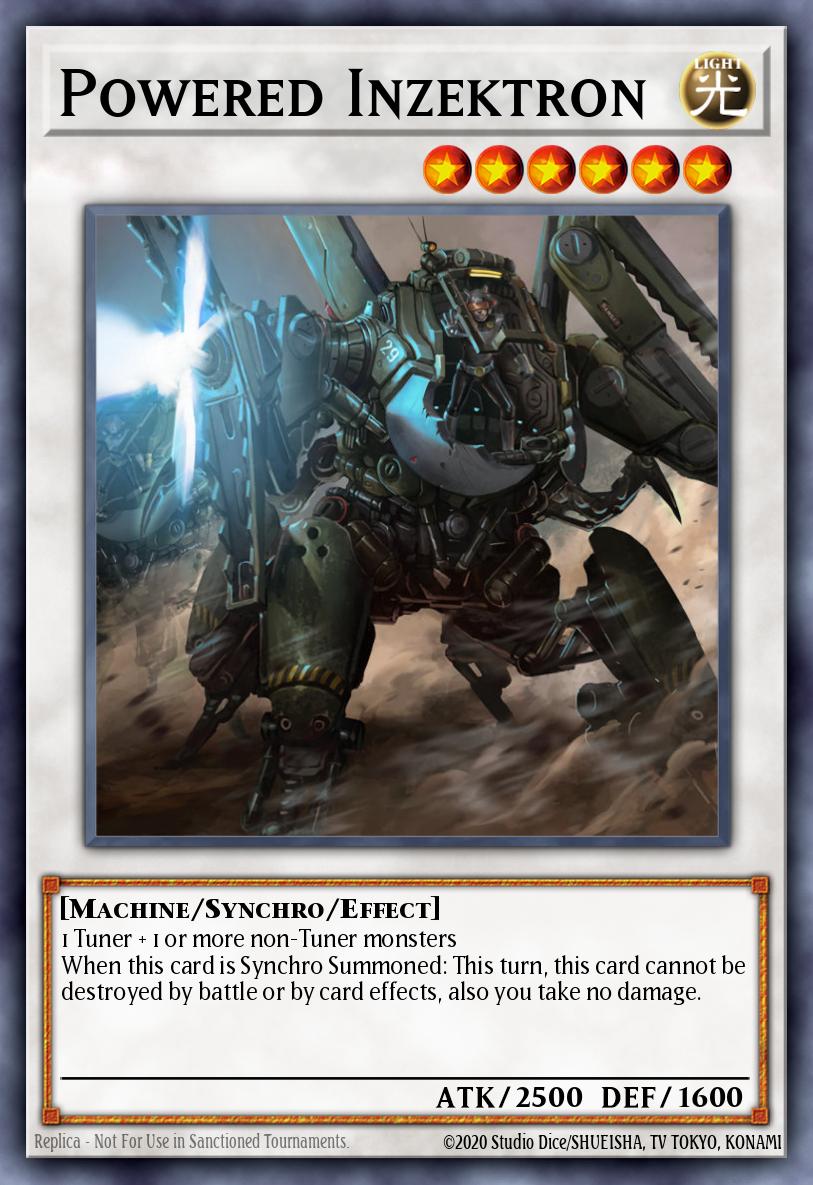 Powered Inzektron
LIGHT
光
29
[Machine/Synchro/Effect]
1 Tuner + 1 or more non-Tuner monsters
When this card is Synchro Summoned: This turn, this card cannot be
destroyed by battle or by card effects, also you take no damage.
ATK/2500 DEF/1600
Replica - Not For Use in Sanctioned Tournaments.
©2020 Studio Dice/SHUEISHA, TV TOKYO, KONAMI